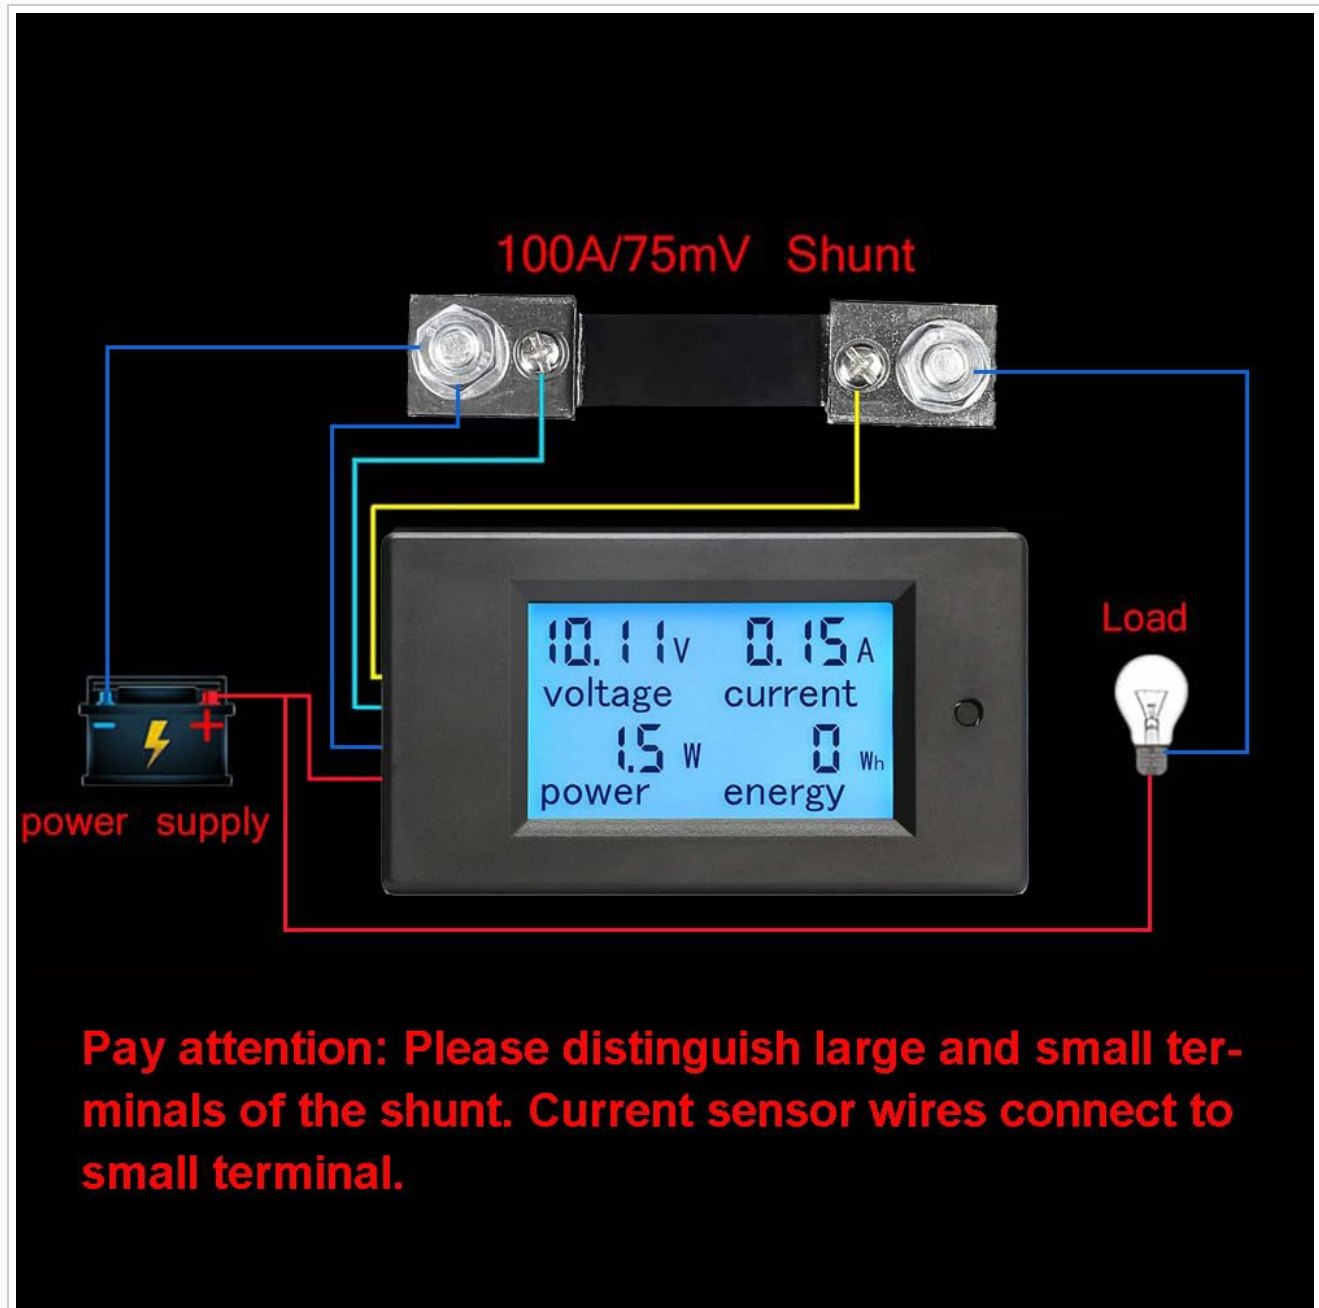 100A/75mV Shunt
10.11V 0.15A
voltage current
1.5 W 0 Wh
power energy
Load
- +
power supply
Pay attention: Please distinguish large and small ter-
minals of the shunt. Current sensor wires connect to
small terminal.